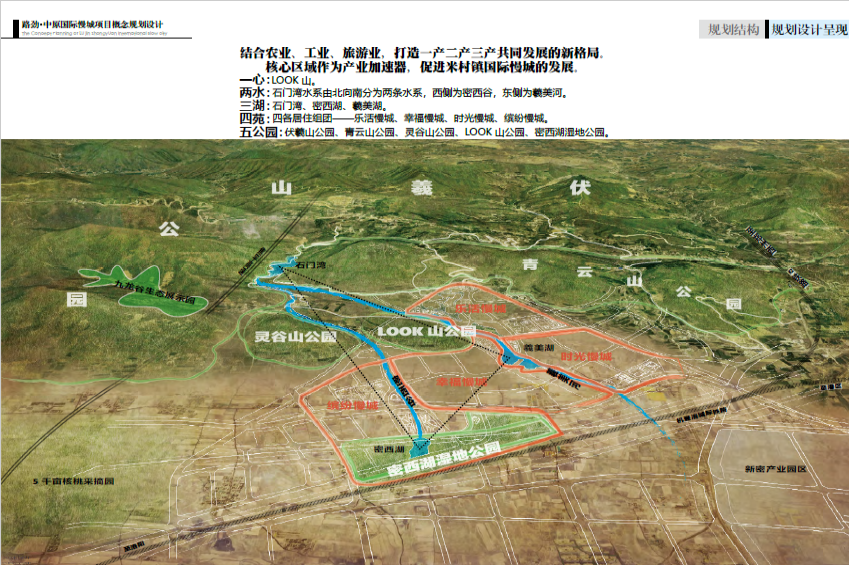 路劲·中原国际慢城项目概念规划设计
规划结构
规划设计呈现
结合农业、工业、旅游业，打造一产二产三产共同发展的新格局。
核心区域作为产业加速器，促进米村镇国际慢城的发展。
一心：LOOK 山。
两水：石门湾水系由北向南分为两条水系，西侧为密西谷，东侧为羲美河。
三湖：石门湾、密西湖、羲美湖。
四苑：四各居住组团——乐活慢城、幸福慢城、时光慢城、缤纷慢城。
五公园：伏羲山公园、青云山公园、灵谷山公园、LOOK 山公园、密西湖湿地公园。
伏羲山公园
石门湾
青云山公园
九龙谷生态展示园
乐活慢城
灵谷山公园
LOOK 山公园
羲美湖
时光慢城
幸福慢城
缤纷慢城
密西湖
密西湖湿地公园
5 千亩核桃采摘园
新密产业园区